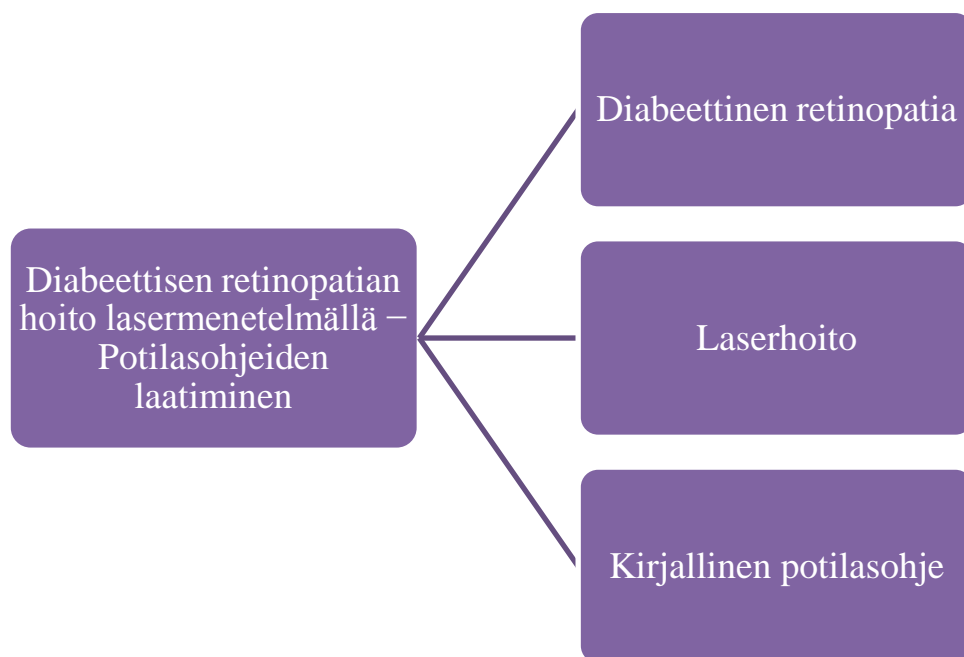 Diabeettisen retinopatian
hoito lasermenetelmällä –
Potilasohjeiden
laatiminen
Diabeettinen retinopatia
Laserhoito
Kirjallinen potilasohje